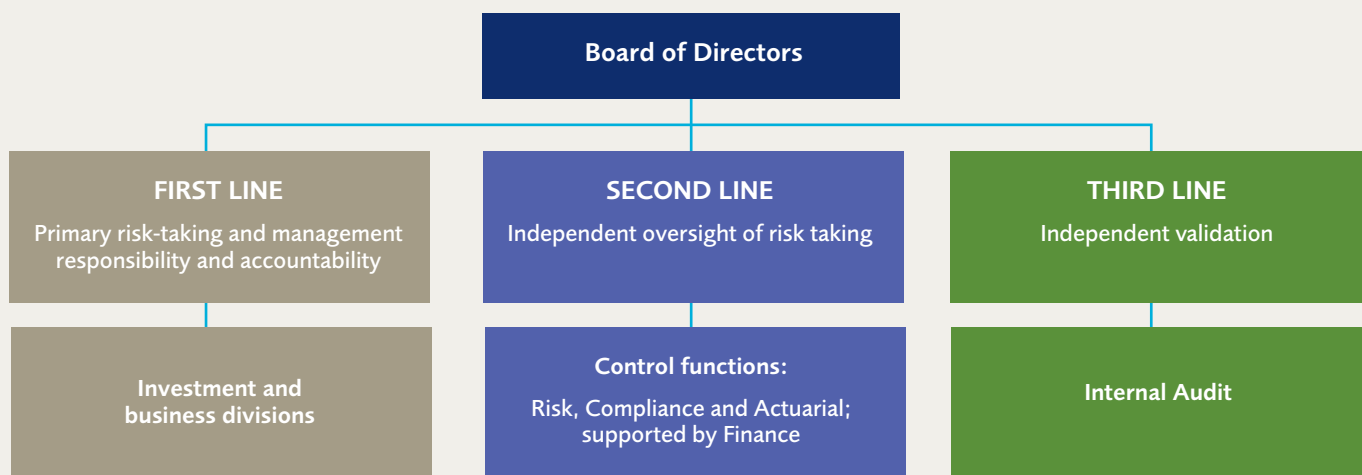 Board of Directors
FIRST LINE
Primary risk-taking and management
responsibility and accountability
Investment and
business divisions
SECOND LINE
Independent oversight of risk taking
Control functions:
Risk, Compliance and Actuarial;
supported by Finance
THIRD LINE
Independent validation
Internal Audit